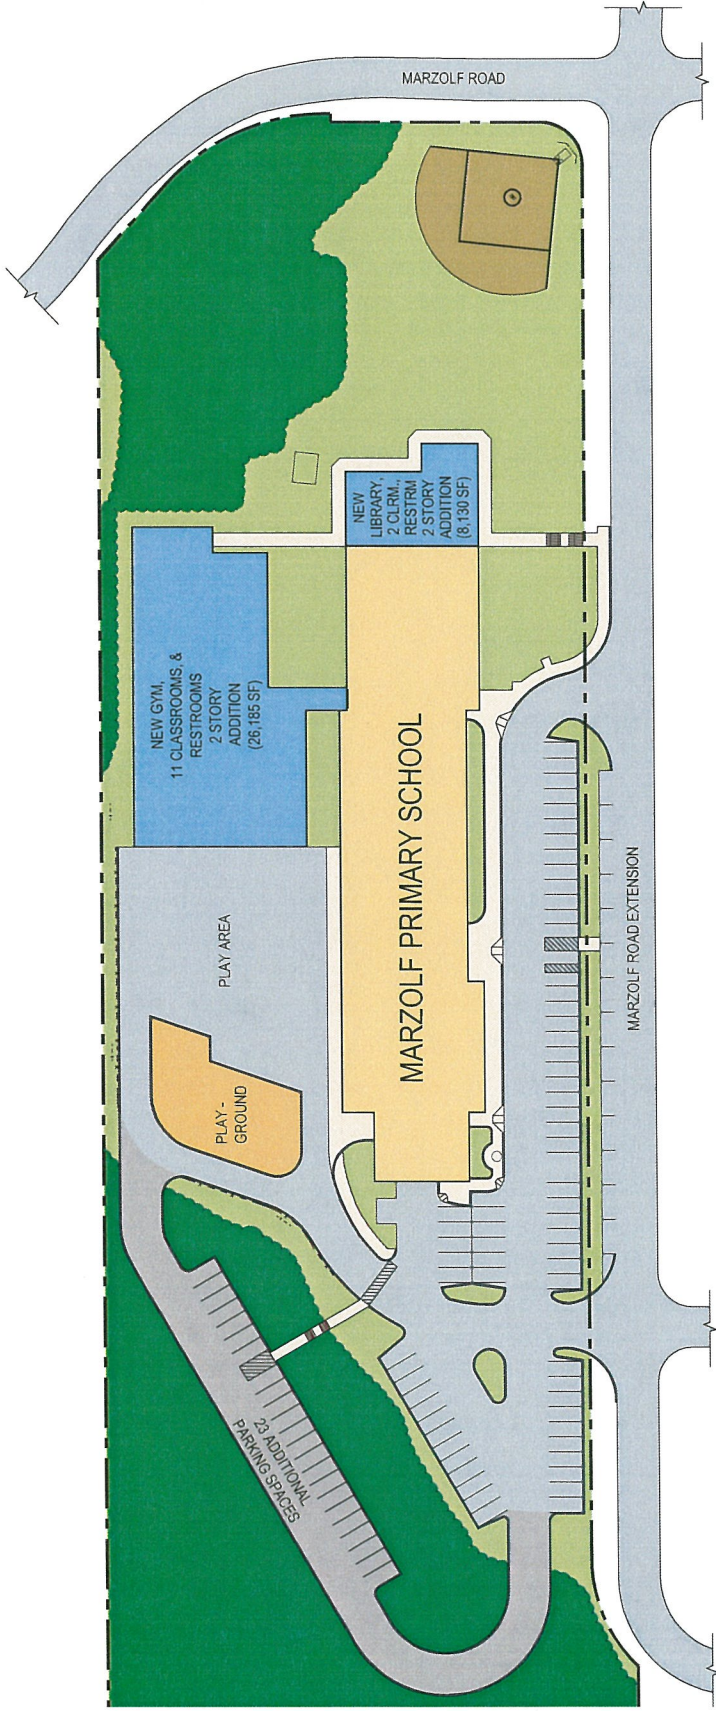 MARZOLF ROAD
NEW
LIBRARY,
2 CLRM.,
RESTRM
2 STORY
ADDITION
(8,130 SF)
NEW GYM,
11 CLASSROOMS, &
RESTROOMS
2 STORY
ADDITION
(26,185 SF)
MARZOLF PRIMARY SCHOOL
PLAY AREA
PLAY -
GROUND
MARZOLF ROAD EXTENSION
23 ADDITIONAL
PARKING SPACES